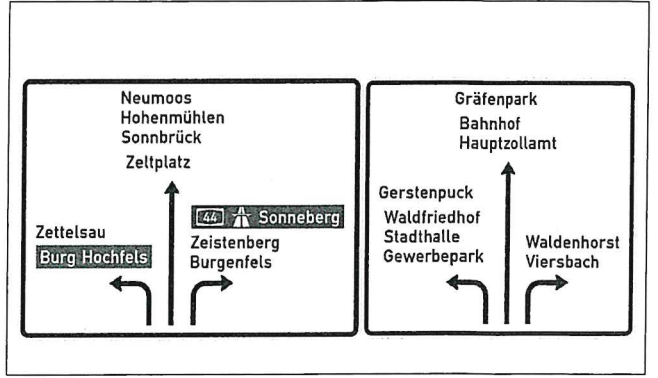 Neumoos
Hohenmühlen
Sonnbrück
Zeltplatz
44 Sonneberg
Zettelsau
Burg Hochfels
Zeistenberg
Burgenfels
Gräfenpark
Bahnhof
Hauptzollamt
Gerstenpuck
Waldfriedhof
Stadthalle
Gewerbepark
Waldenhorst
Viersbach